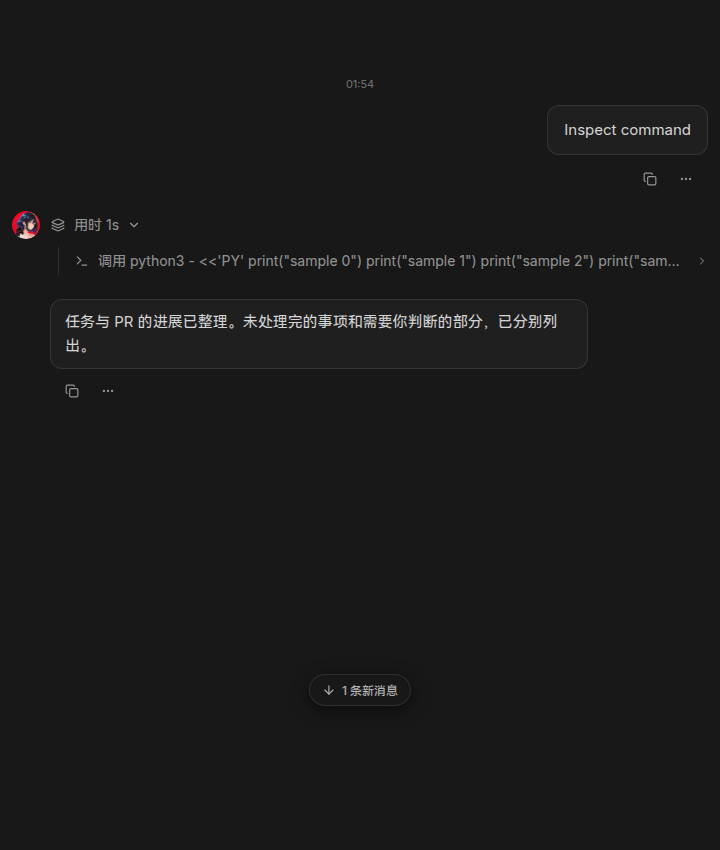 01:54
Inspect command
用时 1s
调用 python3 - <<'PY' print("sample 0") print("sample 1") print("sample 2") print("sam...
任务与 PR 的进展已整理。未处理完的事项和需要你判断的部分，已分别列
出。
1 条新消息